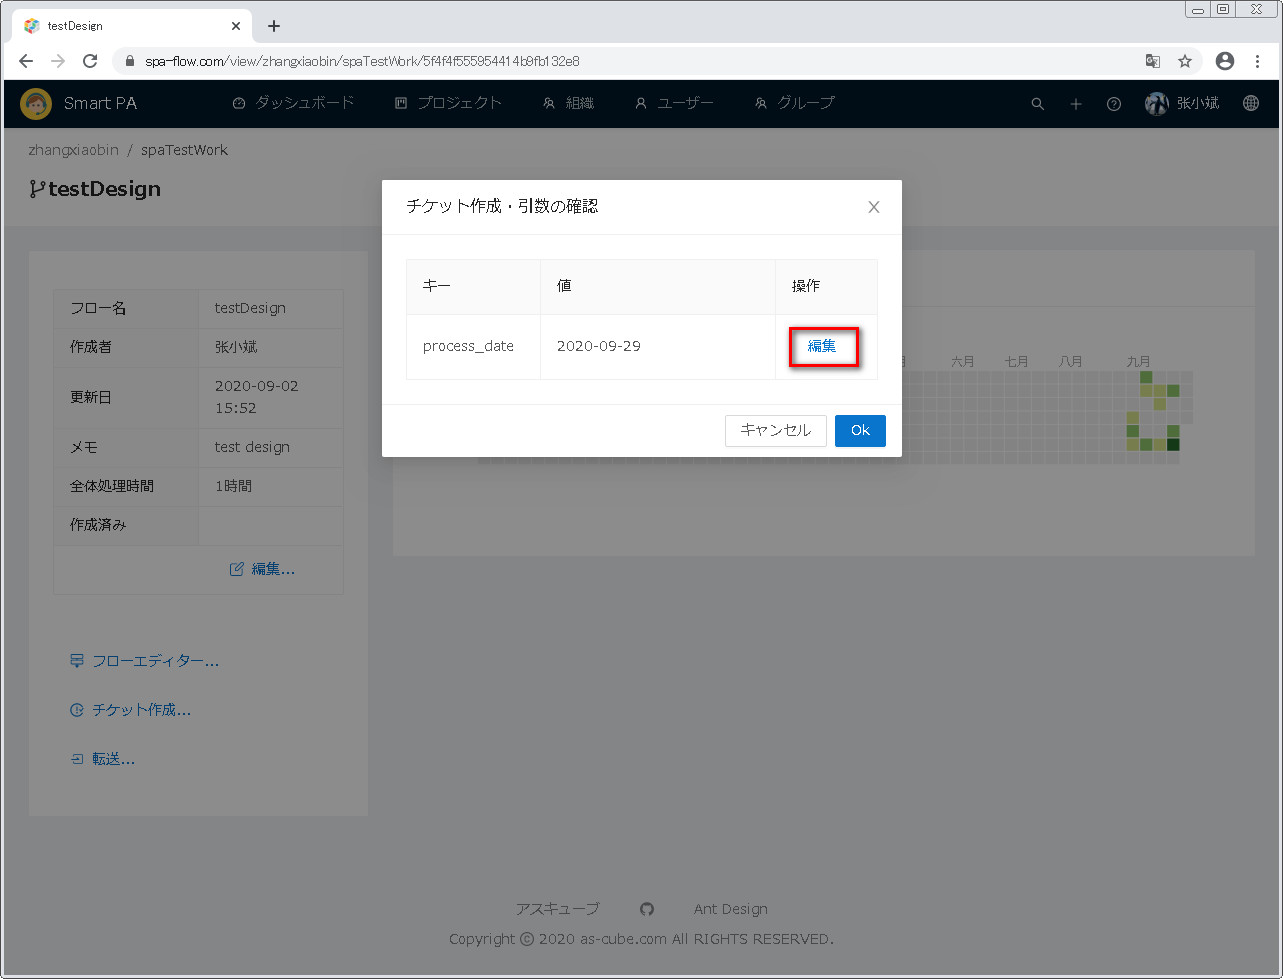 testDesign
spa-flow.com/view/zhangxiaobin/spaTestWork/5f4f4f555954414b9fb132e8
Smart PA
ダッシュボード
プロジェクト
組織
ユーザー
グループ
张小斌
zhangxiaobin / spaTestWork
testDesign
チケット作成・引数の確認
キー
値
操作
process_date
2020-09-29
編集
キャンセル
Ok
フロー名
testDesign
作成者
张小斌
更新日
2020-09-02
15:52
メモ
test design
全体処理時間
1時間
作成済み
編集...
フローエディター...
チケット作成...
転送...
月
六月
七月
八月
九月
アスキューブ
Ant Design
Copyright © 2020 as-cube.com All RIGHTS RESERVED.